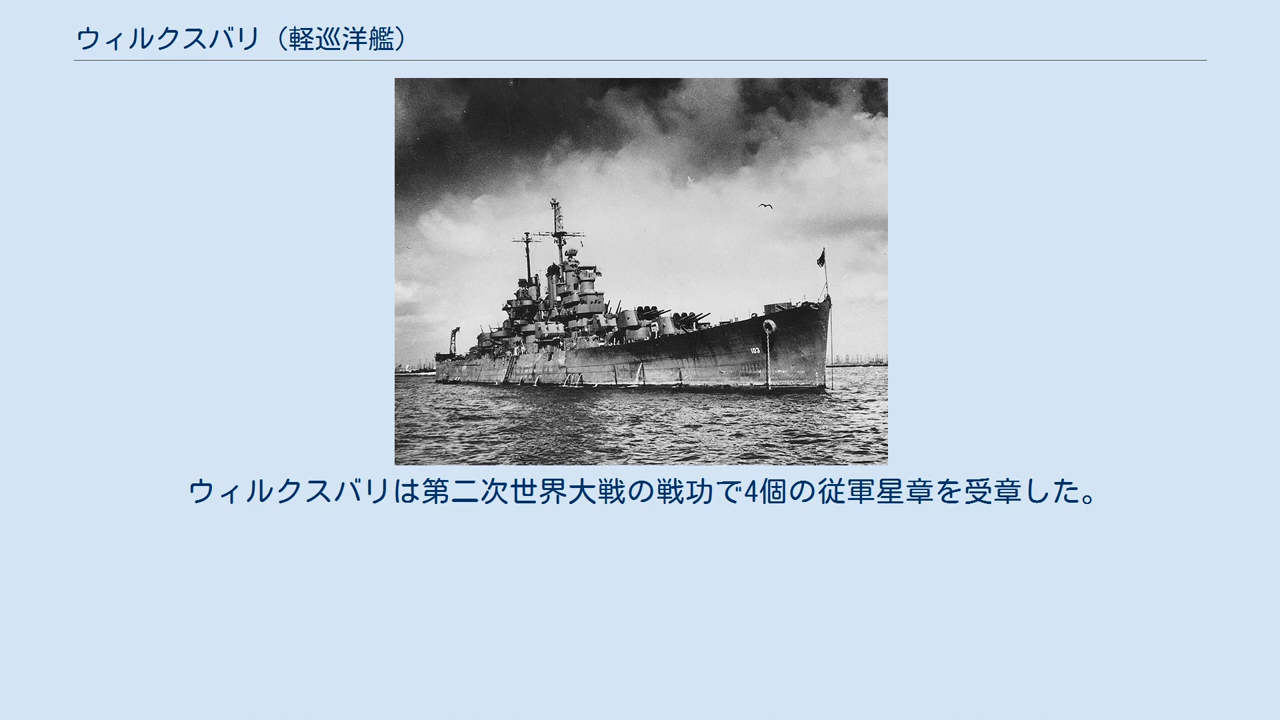 ウィルクスバリ（軽巡洋艦）
103
ウィルクスバリは第二次世界大戦の戦功で4個の従軍星章を受章した。